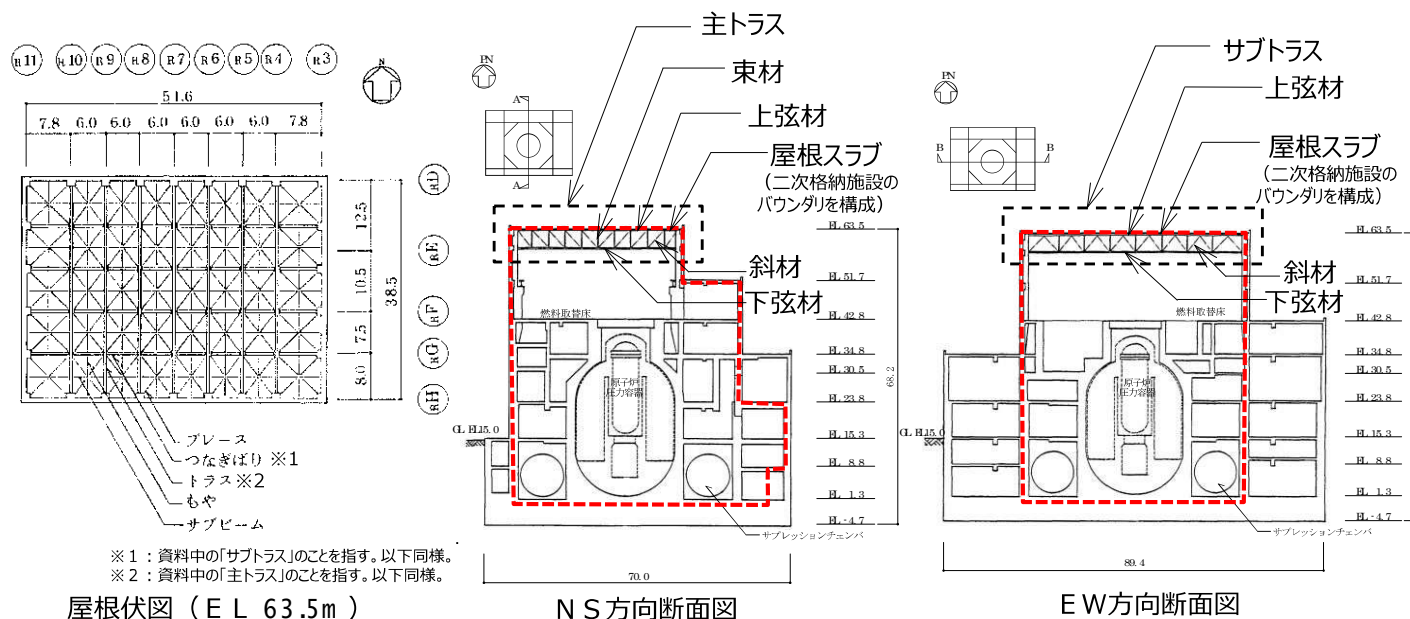 R11 R10 R9 R8 R7 R6 R5 R4 R3
N
51.6
7.8 6.0 6.0 6.0 6.0 6.0 6.0 7.8
RD
RE
RF
RG
RH
12.5
10.5
7.5
8.0
38.5
ブレース
つなぎばり ※1
トラス※2
もや
サブビーム
※1：資料中の「サブトラス」のことを指す。以下同様。
※2：資料中の「主トラス」のことを指す。以下同様。
屋根伏図（ＥＬ 63.5m）
主トラス
束材
上弦材
屋根スラブ
（二次格納施設の
バウンダリを構成）
斜材
下弦材
PN
A
A
燃料取替床
原子炉
圧力容器
GL EL15.0
サプレッションチェンバ
EL 63.5
EL 51.7
EL 42.8
EL 34.8
EL 30.5
EL 23.8
EL 15.3
EL 8.8
EL 1.3
EL -4.7
68.2
70.0
ＮＳ方向断面図
サブトラス
上弦材
屋根スラブ
（二次格納施設の
バウンダリを構成）
斜材
下弦材
PN
B B
燃料取替床
原子炉
圧力容器
GL EL15.0
サプレッションチェンバ
EL 63.5
EL 51.7
EL 42.8
EL 34.8
EL 30.5
EL 23.8
EL 15.3
EL 8.8
EL 1.3
EL -4.7
89.4
ＥＷ方向断面図